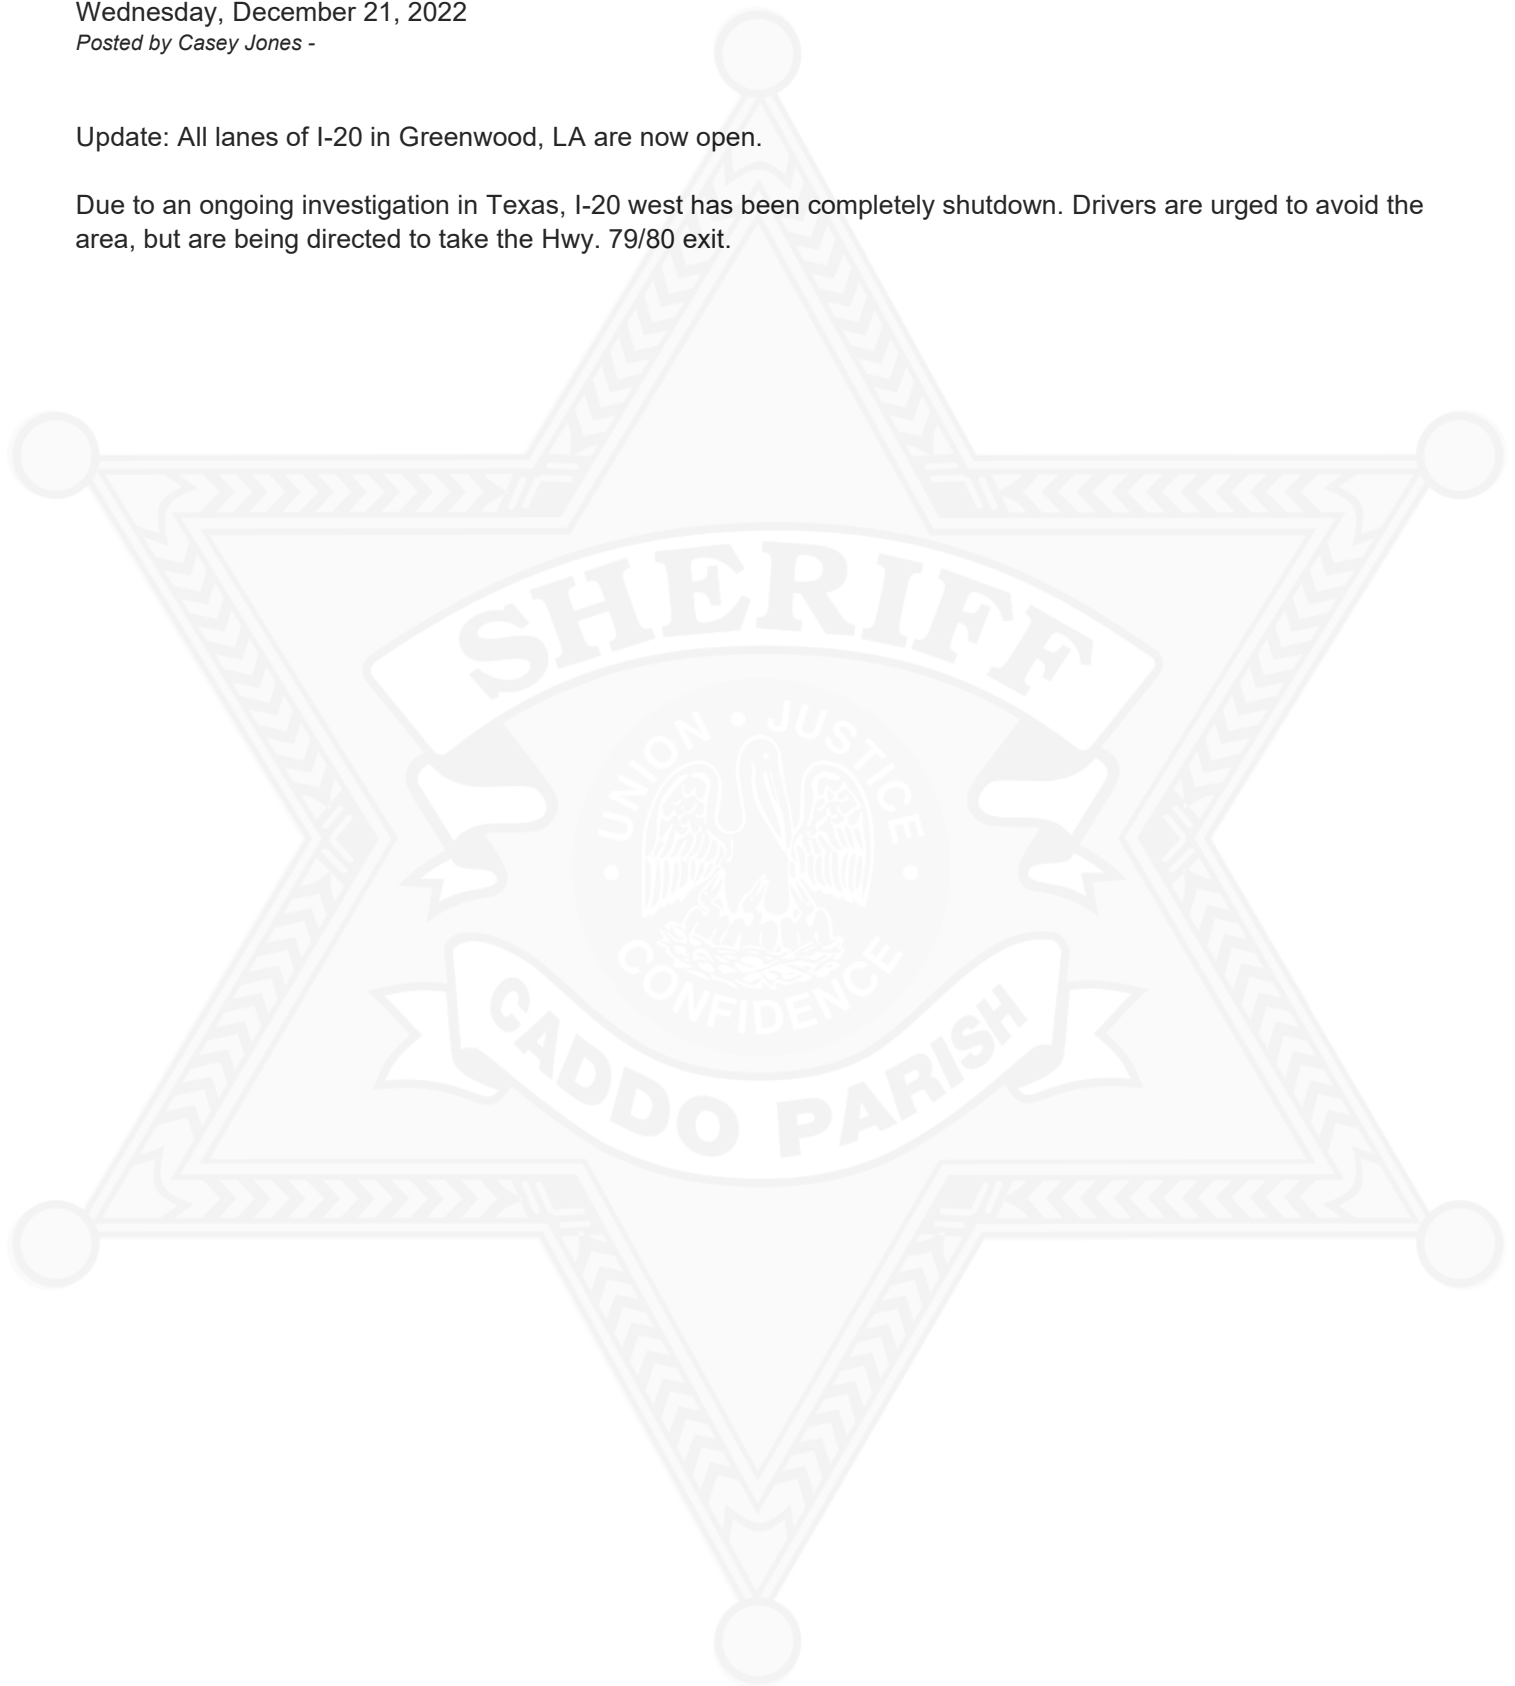 Wednesday, December 21, 2022
Posted by Casey Jones -
Update: All lanes of I-20 in Greenwood, LA are now open.
Due to an ongoing investigation in Texas, I-20 west has been completely shutdown. Drivers are urged to avoid the
area, but are being directed to take the Hwy. 79/80 exit.
SHERIFF
UNION • JUSTICE
• CONFIDENCE •
CADDO PARISH